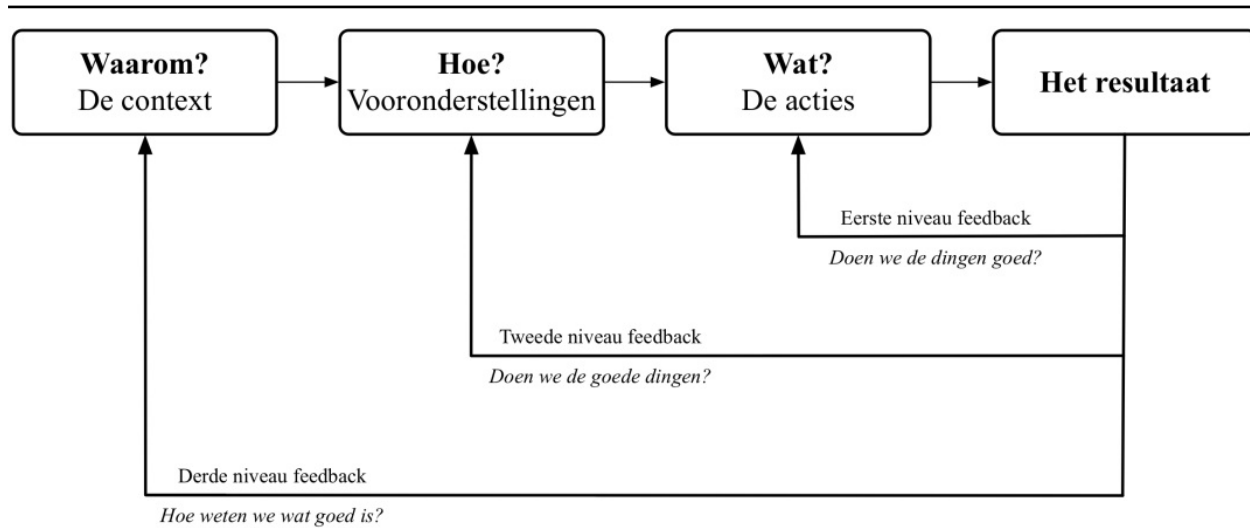 Waarom?
De context
Hoe?
Vooronderstellingen
Wat?
De acties
Het resultaat
Eerste niveau feedback
Doen we de dingen goed?
Tweede niveau feedback
Doen we de goede dingen?
Derde niveau feedback
Hoe weten we wat goed is?